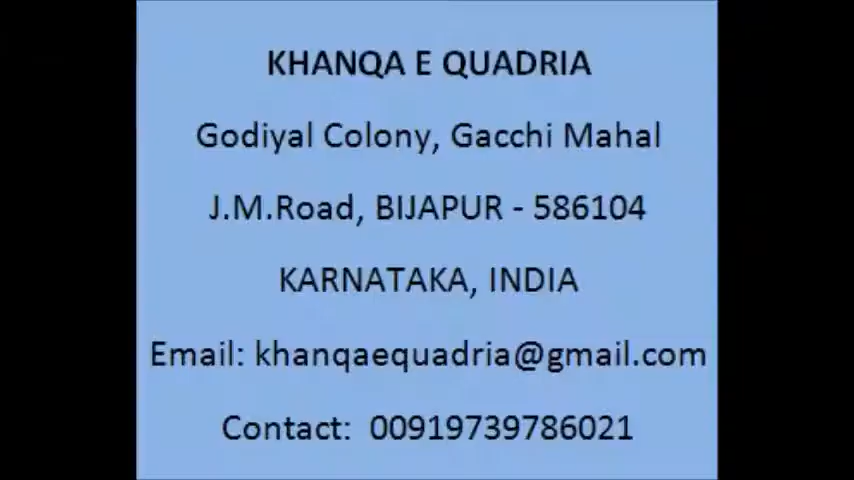 KHANQA E QUADRIA
Godiyal Colony, Gacchi Mahal
J.M.Road, BIJAPUR - 586104
KARNATAKA, INDIA
Email: khanqaequadria@gmail.com
Contact:  00919739786021